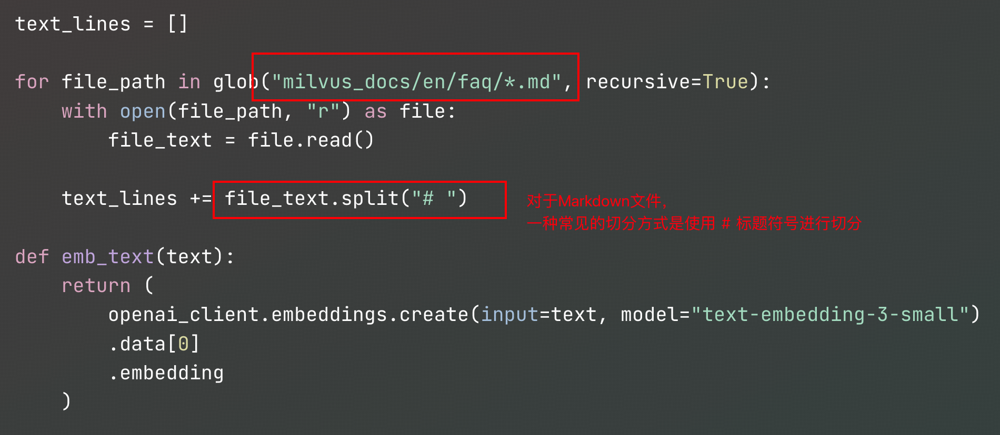 text_lines = []
for file_path in glob("milvus_docs/en/faq/*.md", recursive=True):
    with open(file_path, "r") as file:
        file_text = file.read()
    text_lines += file_text.split("# ")
对于Markdown文件，
一种常见的切分方式是使用 # 标题符号进行切分
def emb_text(text):
    return (
        openai_client.embeddings.create(input=text, model="text-embedding-3-small")
        .data[0]
        .embedding
    )